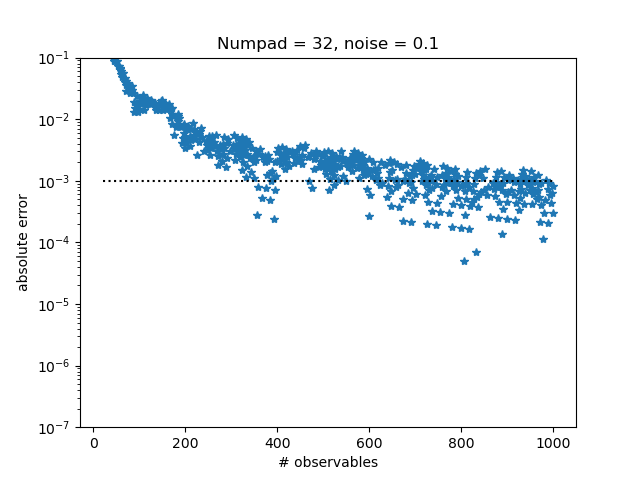 Numpad = 32, noise = 0.1
absolute error
10⁻¹
10⁻²
10⁻³
10⁻⁴
10⁻⁵
10⁻⁶
10⁻⁷
0 200 400 600 800 1000
# observables